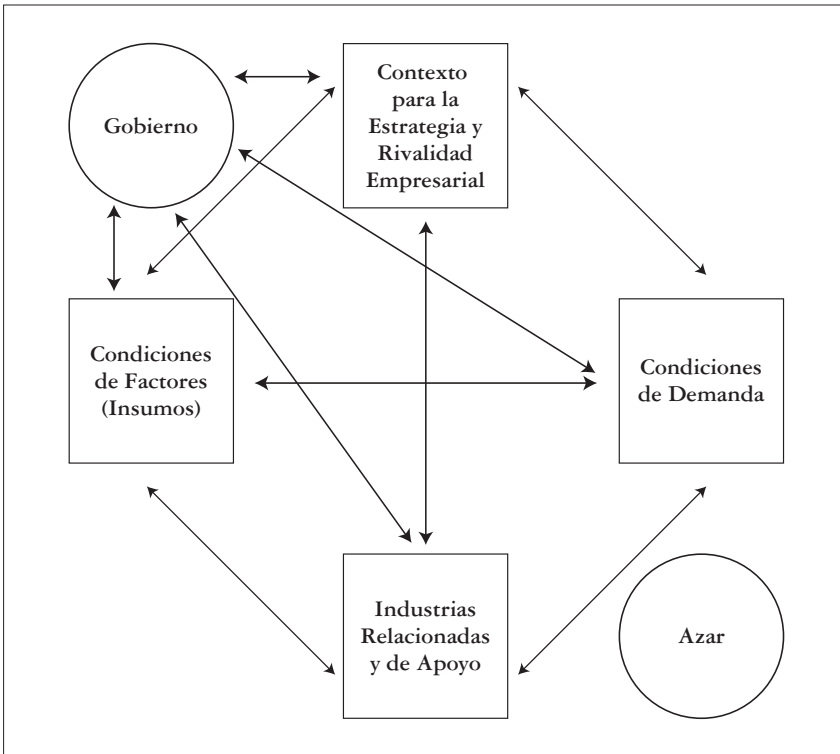 Gobierno
Contexto
para la
Estrategia y
Rivalidad
Empresarial
Condiciones
de Factores
(Insumos)
Condiciones
de Demanda
Industrias
Relacionadas
y de Apoyo
Azar